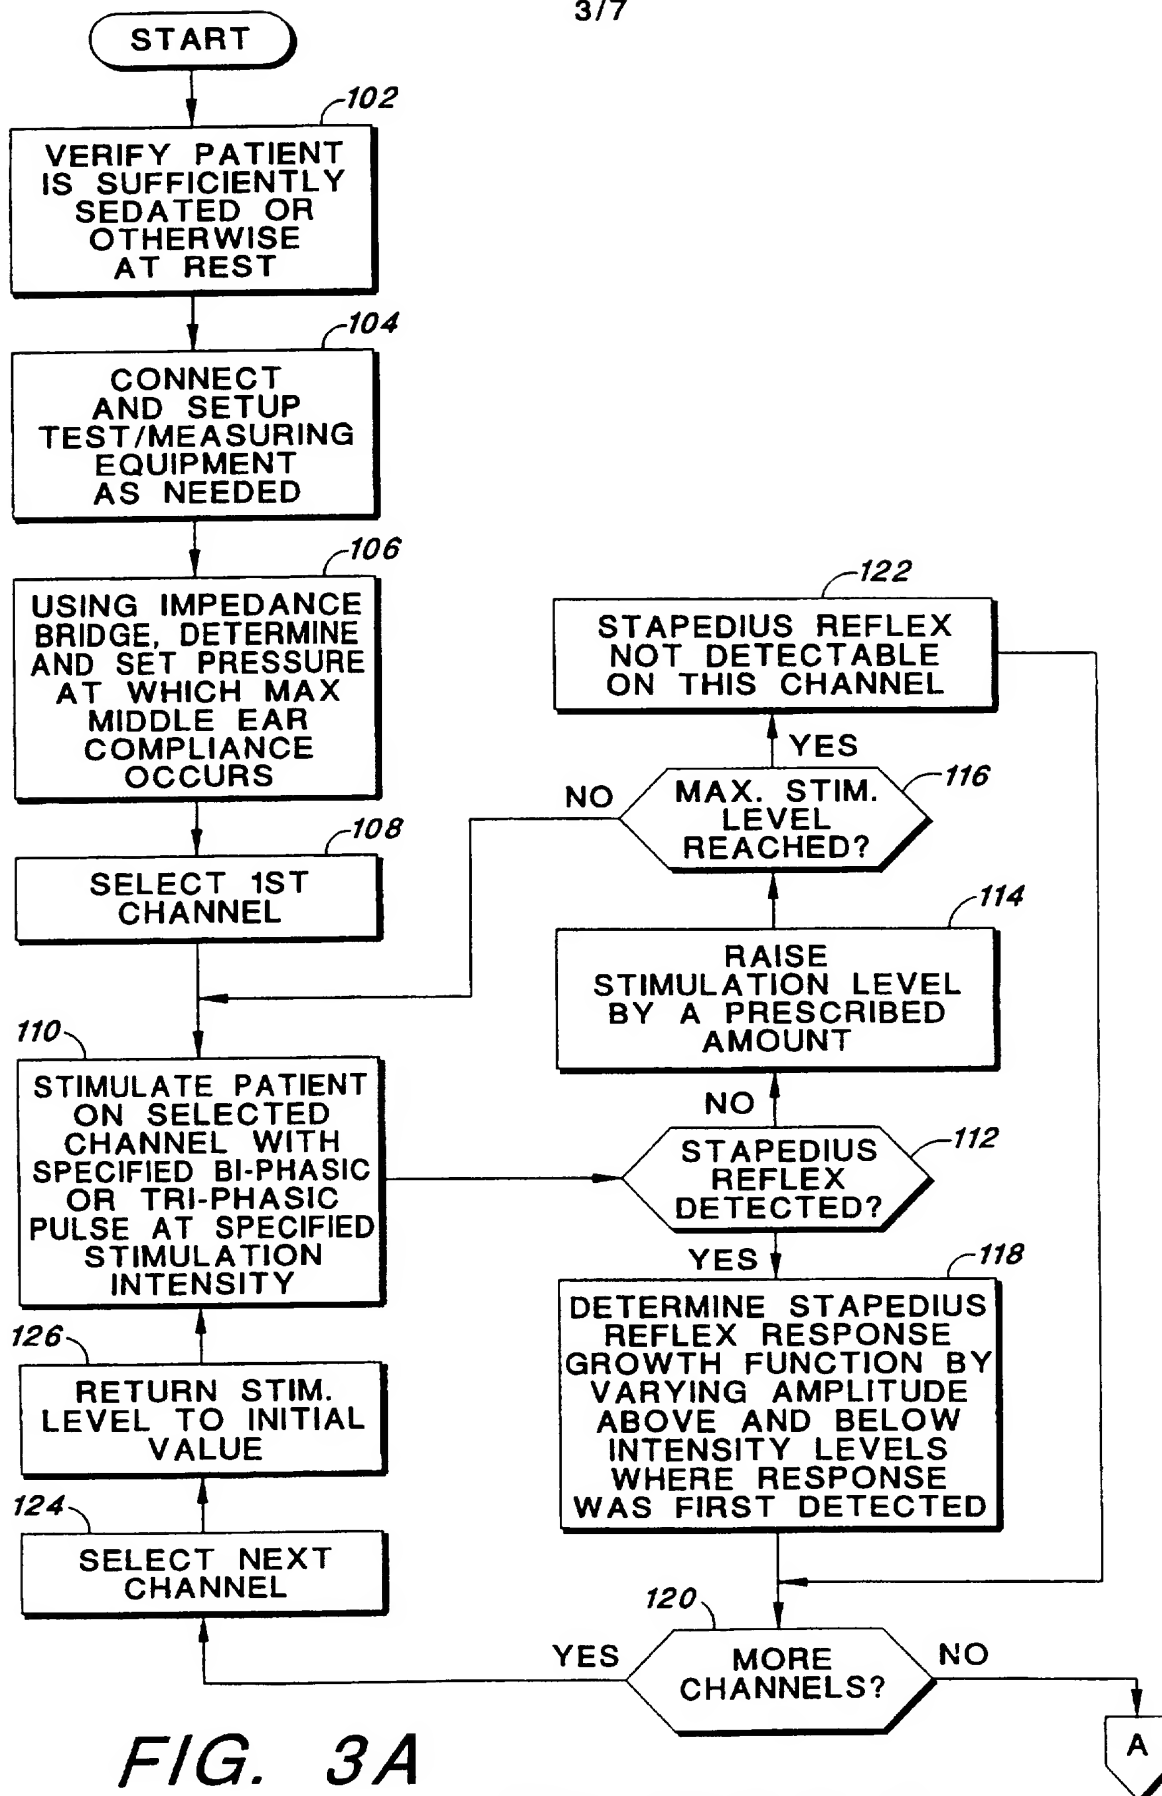 3/7
START
102
VERIFY PATIENT
IS SUFFICIENTLY
SEDATED OR
OTHERWISE
AT REST
104
CONNECT
AND SETUP
TEST/MEASURING
EQUIPMENT
AS NEEDED
106
USING IMPEDANCE
BRIDGE, DETERMINE
AND SET PRESSURE
AT WHICH MAX
MIDDLE EAR
COMPLIANCE
OCCURS
108
SELECT 1ST
CHANNEL
110
STIMULATE PATIENT
ON SELECTED
CHANNEL WITH
SPECIFIED BI-PHASIC
OR TRI-PHASIC
PULSE AT SPECIFIED
STIMULATION
INTENSITY
126
RETURN STIM.
LEVEL TO INITIAL
VALUE
124
SELECT NEXT
CHANNEL
122
STAPEDIUS REFLEX
NOT DETECTABLE
ON THIS CHANNEL
YES
116
NO
MAX. STIM.
LEVEL
REACHED?
114
RAISE
STIMULATION LEVEL
BY A PRESCRIBED
AMOUNT
NO
112
STAPEDIUS
REFLEX
DETECTED?
YES
118
DETERMINE STAPEDIUS
REFLEX RESPONSE
GROWTH FUNCTION BY
VARYING AMPLITUDE
ABOVE AND BELOW
INTENSITY LEVELS
WHERE RESPONSE
WAS FIRST DETECTED
120
YES
MORE
CHANNELS?
NO
A
FIG. 3A